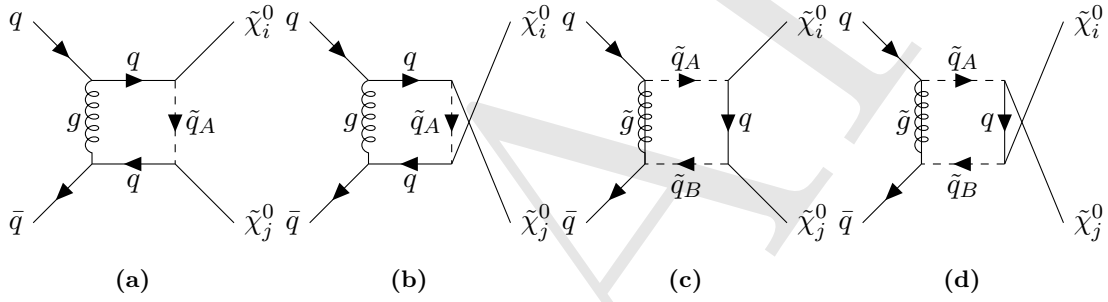 q χ̃⁰ᵢ q χ̃⁰ᵢ q χ̃⁰ᵢ q χ̃⁰ᵢ
q q q̃_A q̃_A
g q̃_A g q̃_A g̃ q g̃ q
q q q̃_B q̃_B
q̄ χ̃⁰ⱼ q̄ χ̃⁰ⱼ q̄ χ̃⁰ⱼ q̄ χ̃⁰ⱼ
(a) (b) (c) (d)